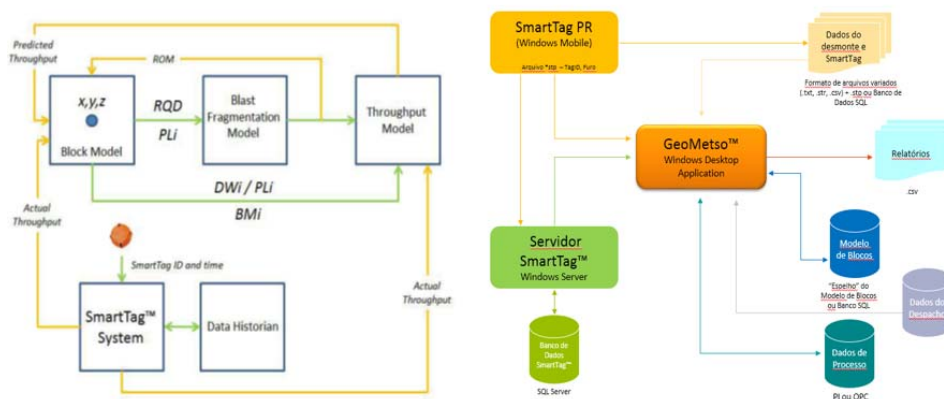 Predicted
Throughput
ROM
x,y,z
Block Model
RQD
PLi
Blast
Fragmentation
Model
Throughput
Model
DWi / PLi
BMi
Actual
Throughput
SmartTag ID and time
SmartTag™
System
Data Historian
Actual
Throughput
SmartTag PR
(Windows Mobile)
Arquivo *stp – TagID, Furo
Dados do
desmonte e
SmartTag
Formato de arquivos variados
(.txt, .str, .csv) + .stp ou Banco de
Dados SQL
GeoMetso™
Windows Desktop
Application
Relatórios
.csv
Servidor
SmartTag™
Windows Server
Modelo
de Blocos
"Espelho" do
Modelo de Blocos
ou Banco SQL
Dados do
Despacho
Banco de
Dados
SmartTag™
SQL Server
Dados de
Processo
PI ou OPC